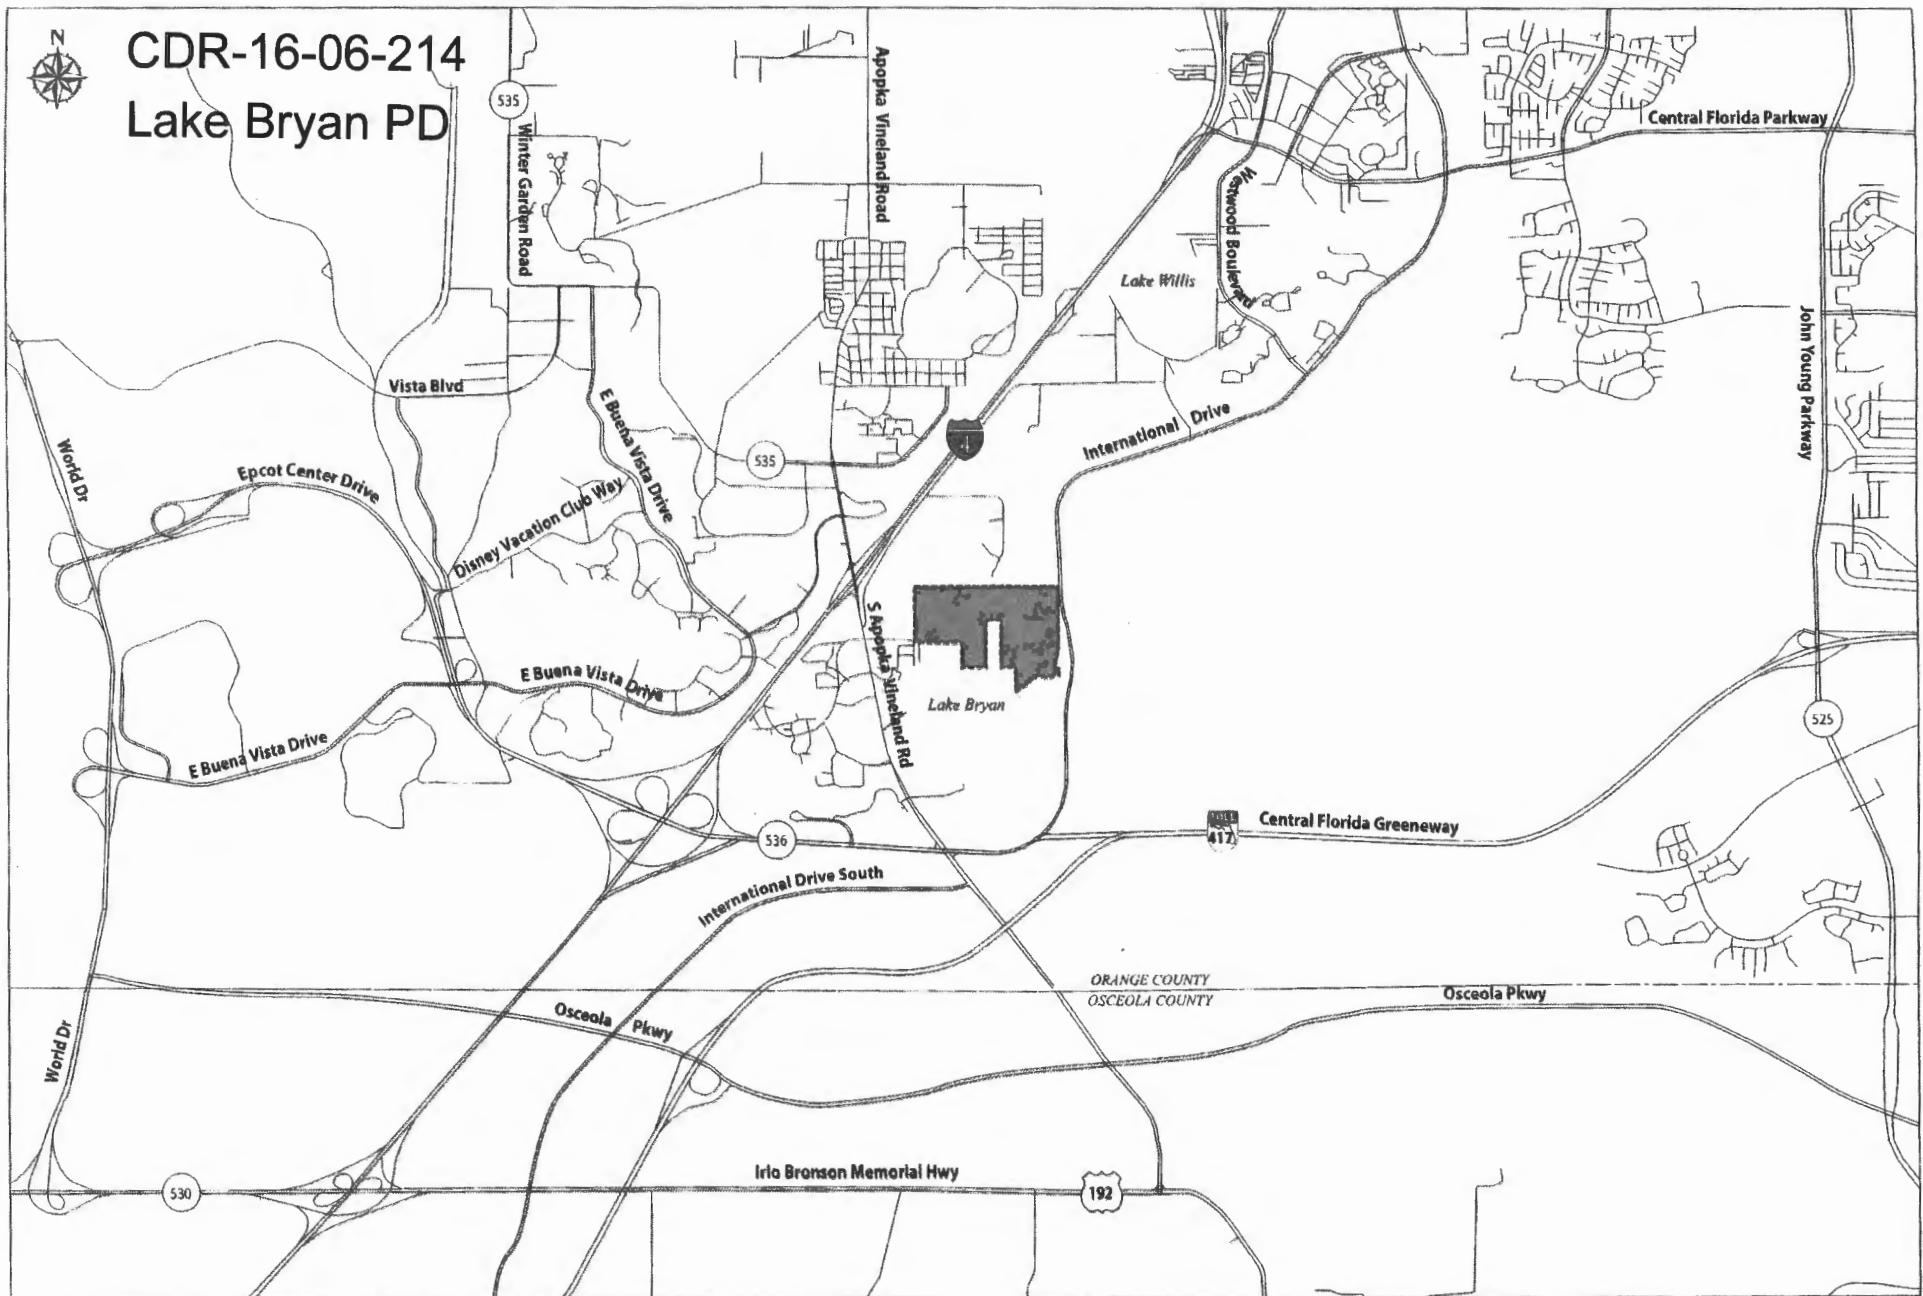 N
CDR-16-06-214
Lake Bryan PD
535
Winter Garden Road
Apopka Vineland Road
Central Florida Parkway
Westwood Boulevard
Lake Willis
John Young Parkway
Vista Blvd
E Buena Vista Drive
International Drive
4
World Dr
Epcot Center Drive
535
Disney Vacation Club Way
S Apopka Vineland Rd
E Buena Vista Drive
Lake Bryan
525
E Buena Vista Drive
536
417
Central Florida Greeneway
International Drive South
ORANGE COUNTY
OSCEOLA COUNTY
Osceola Pkwy
Osceola Pkwy
World Dr
Irlo Bronson Memorial Hwy
530
192